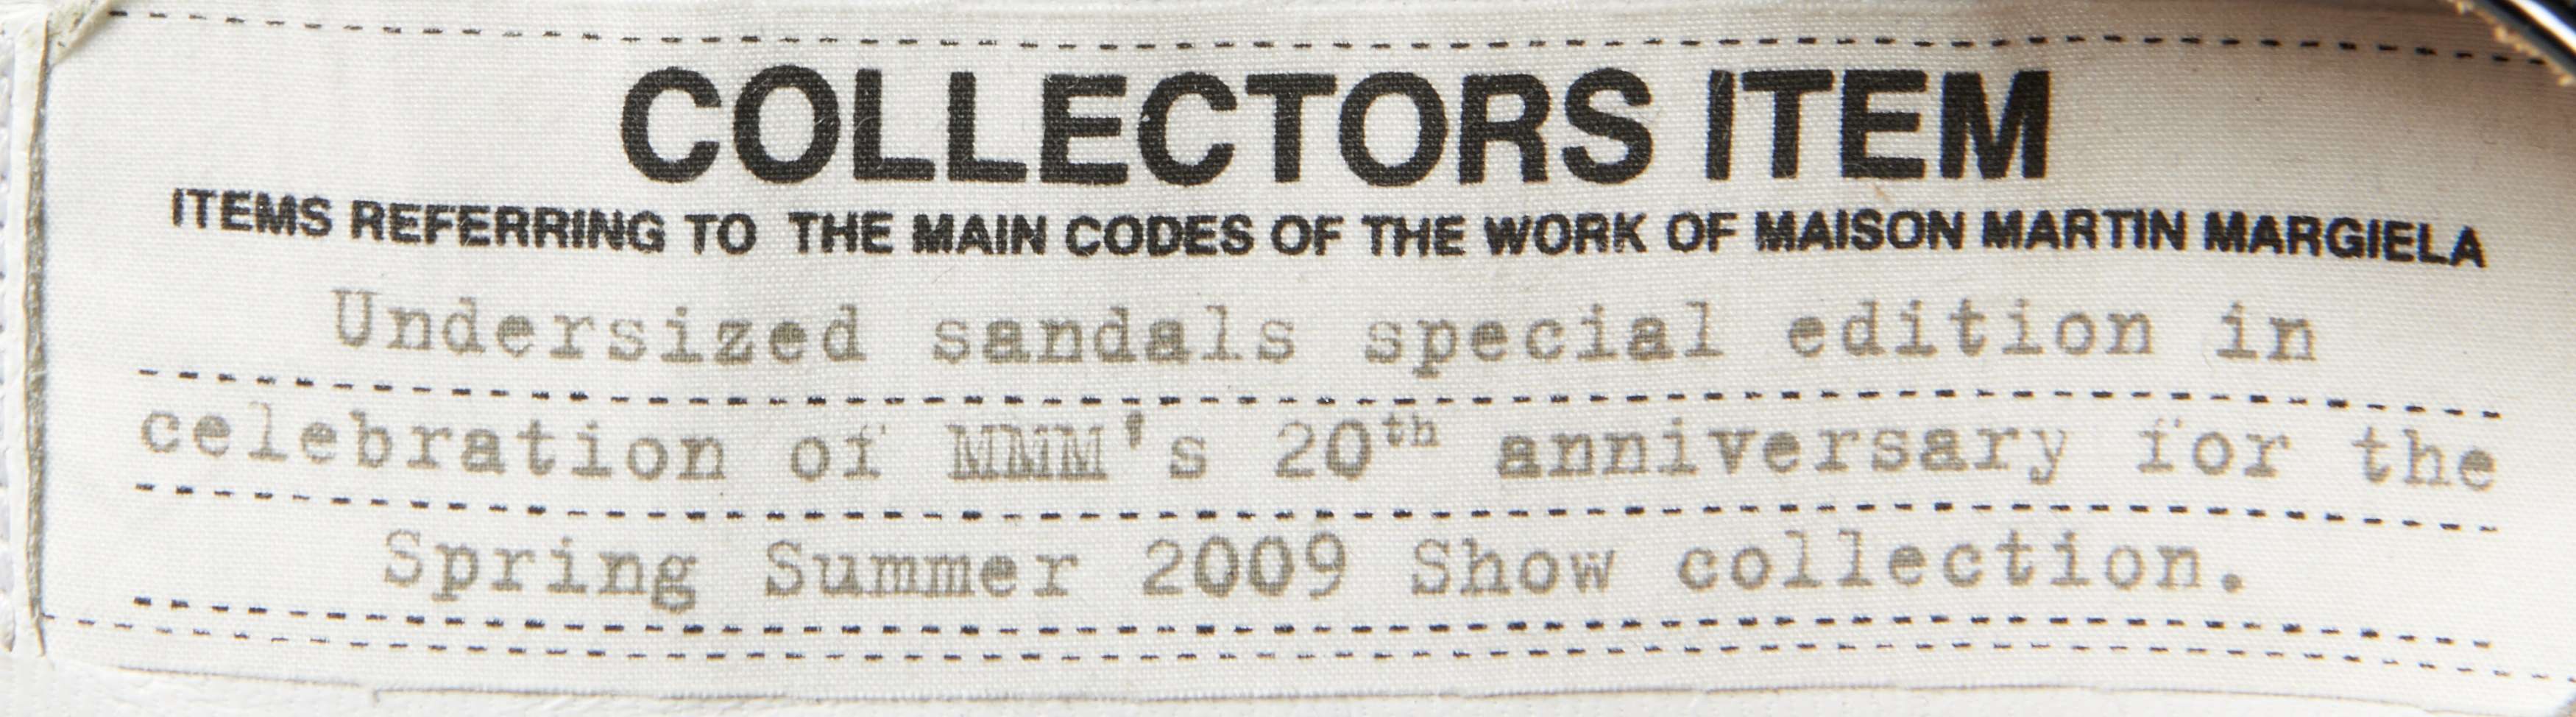 COLLECTORS ITEM
ITEMS REFERRING TO THE MAIN CODES OF THE WORK OF MAISON MARTIN MARGIELA
Undersized sandals special edition in
celebration of MMM's 20th anniversary for the
Spring Summer 2009 Show collection.